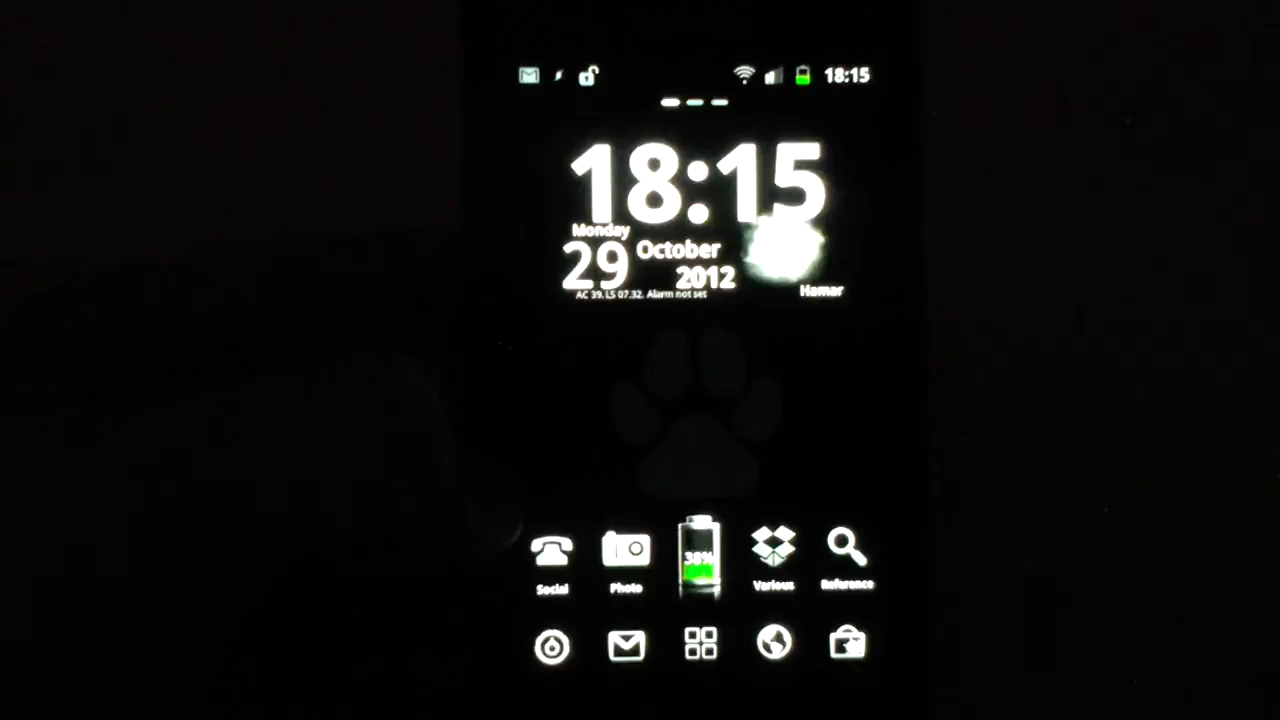 18:15
18:15
Monday
29 October
2012
AC 39. LS 07.32. Alarm not set
Hamar
38%
Social Photo Various Reference